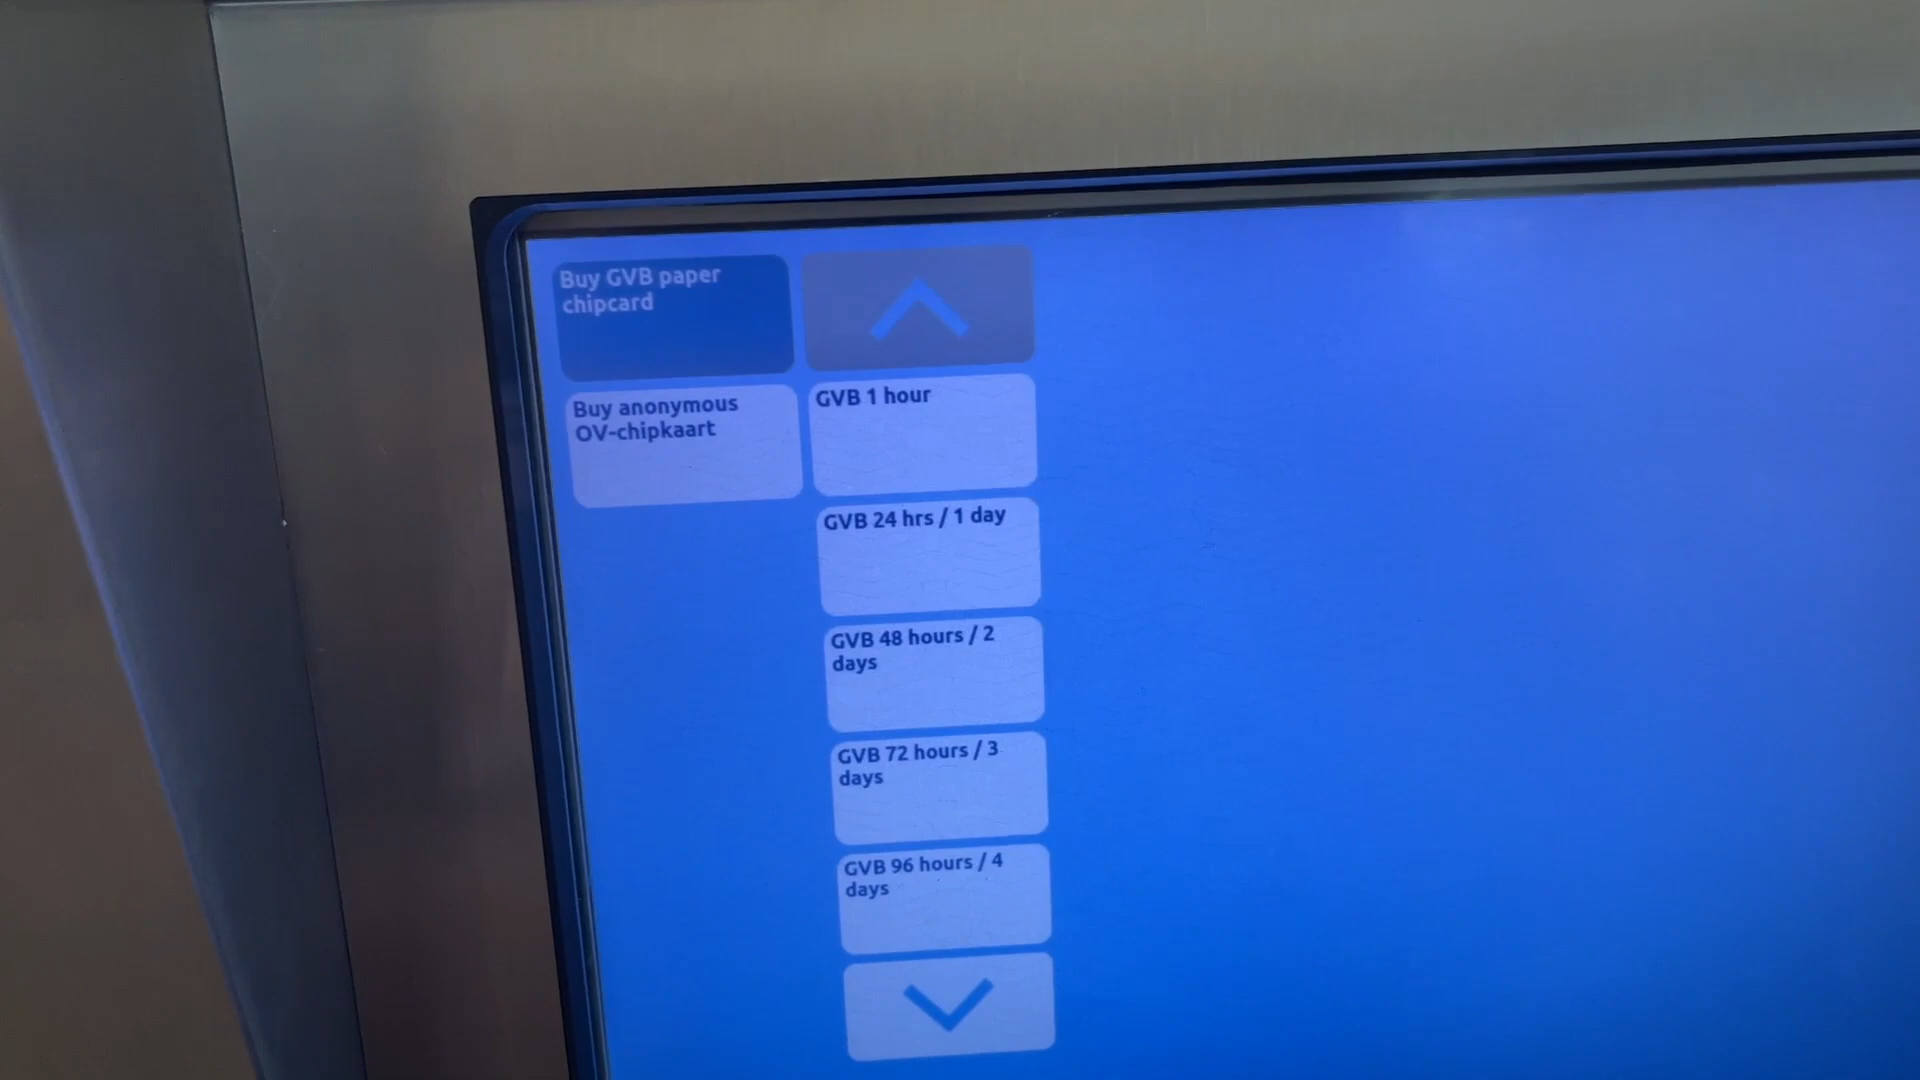 Buy GVB paper
chipcard
Buy anonymous
OV-chipkaart
GVB 1 hour
GVB 24 hrs / 1 day
GVB 48 hours / 2
days
GVB 72 hours / 3
days
GVB 96 hours / 4
days